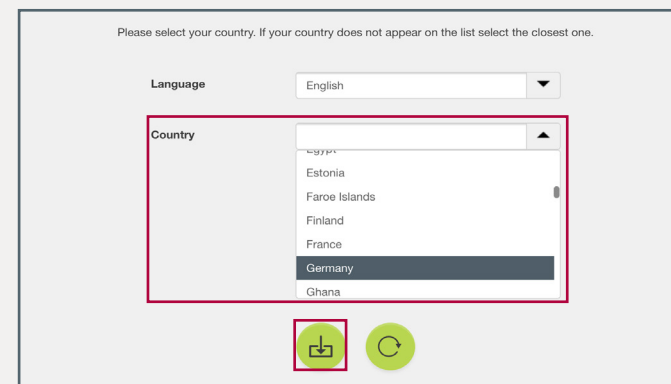 Please select your country. If your country does not appear on the list select the closest one.
Language
English
Country
Egypt
Estonia
Faroe Islands
Finland
France
Germany
Ghana